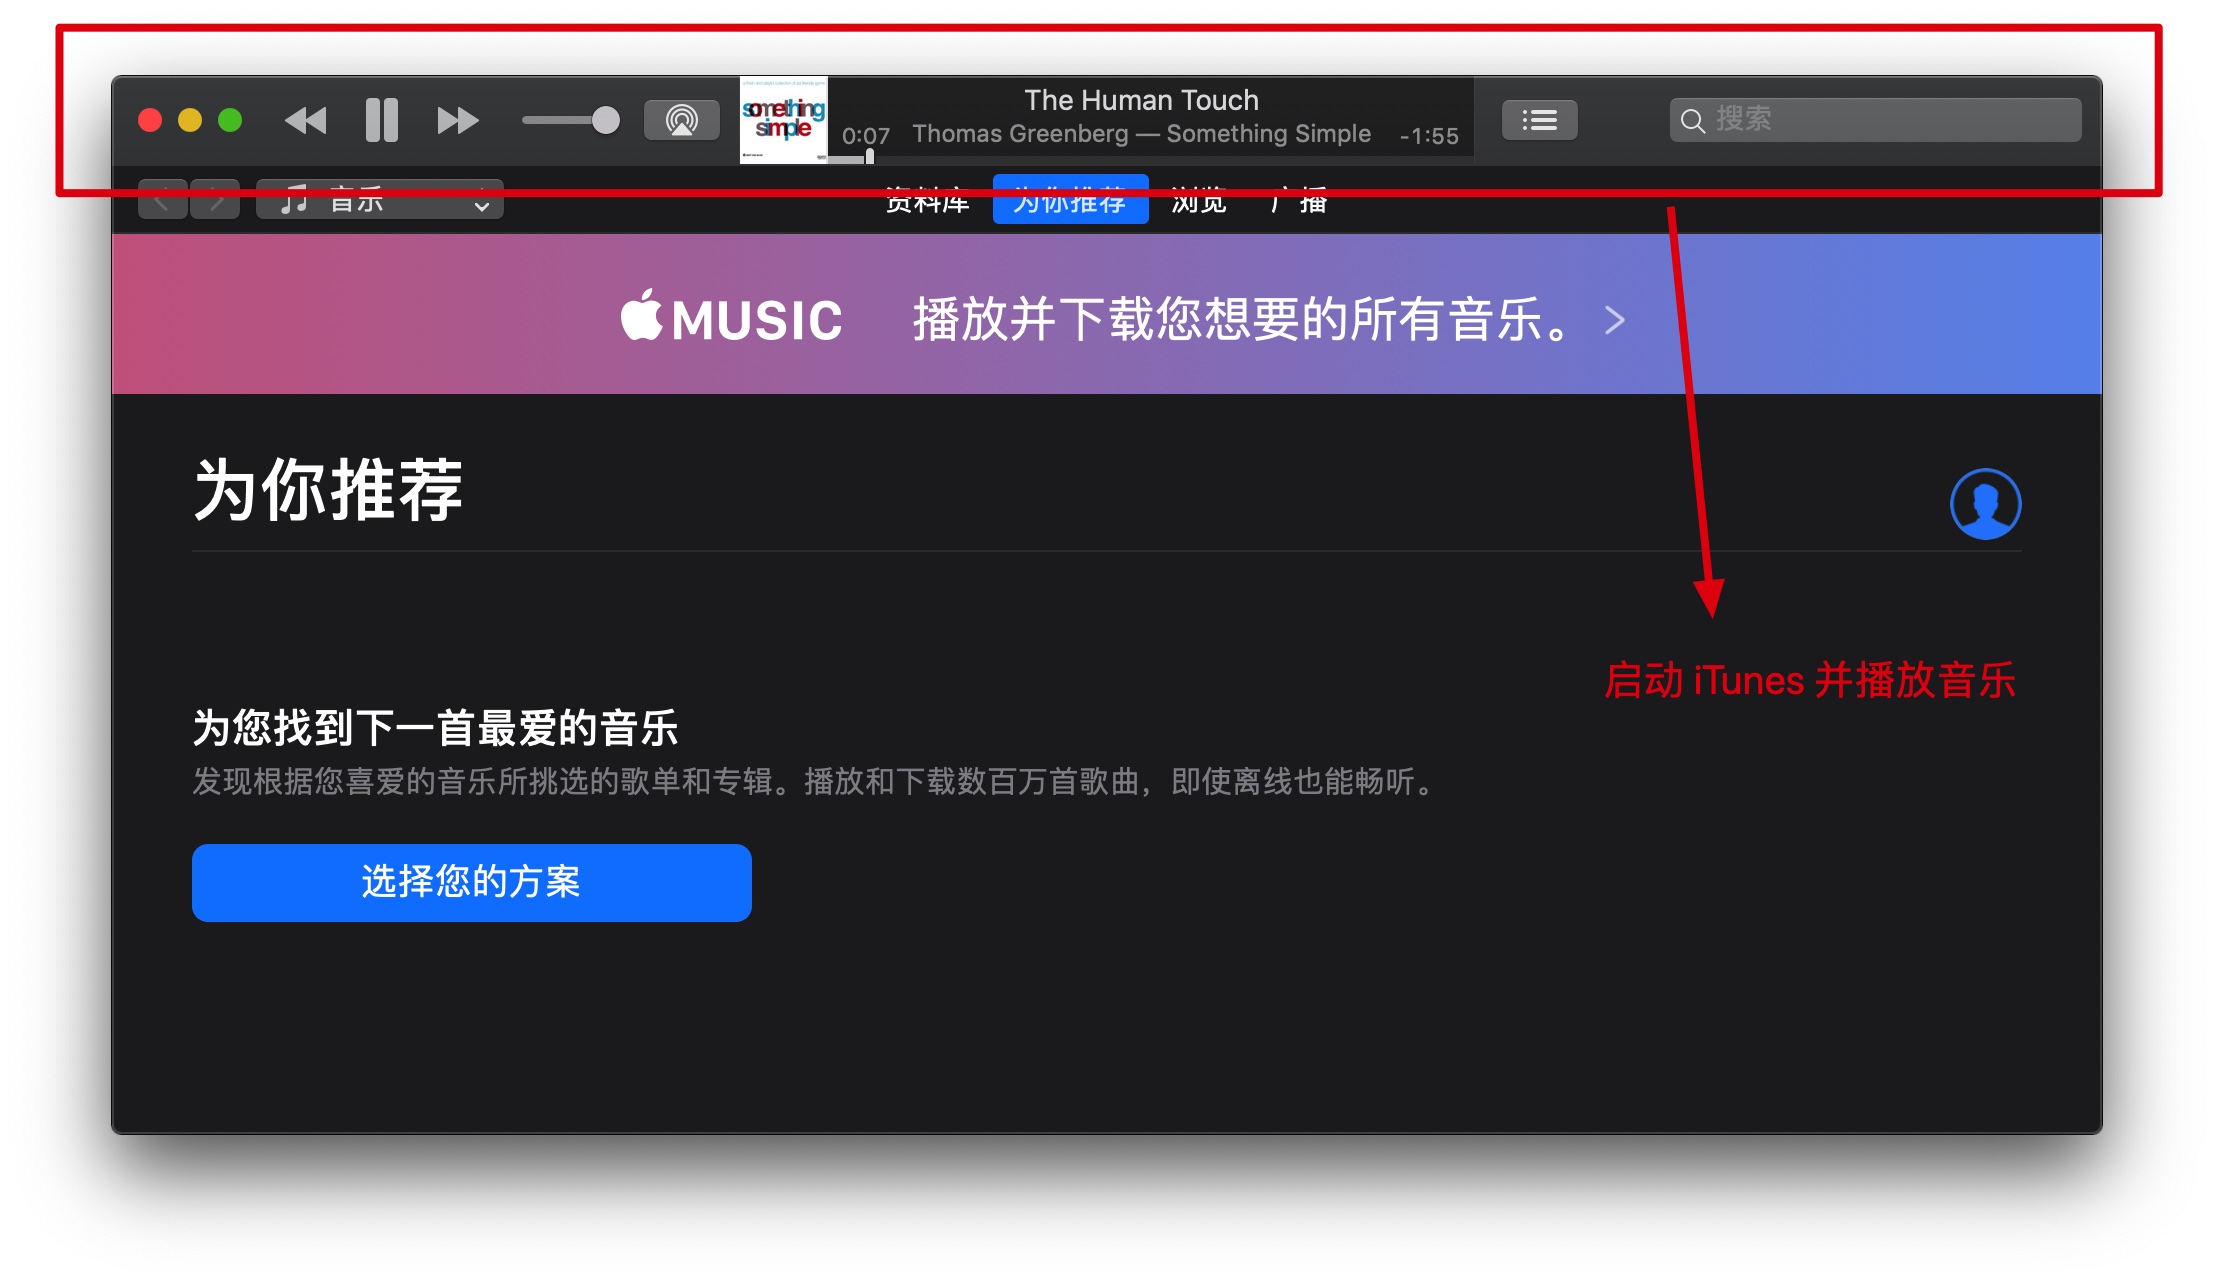 something
simple
The Human Touch
0:07 Thomas Greenberg — Something Simple -1:55
搜索
音乐
资料库 为你推荐 浏览 广播
MUSIC 播放并下载您想要的所有音乐。
为你推荐
启动 iTunes 并播放音乐
为您找到下一首最爱的音乐
发现根据您喜爱的音乐所挑选的歌单和专辑。播放和下载数百万首歌曲，即使离线也能畅听。
选择您的方案